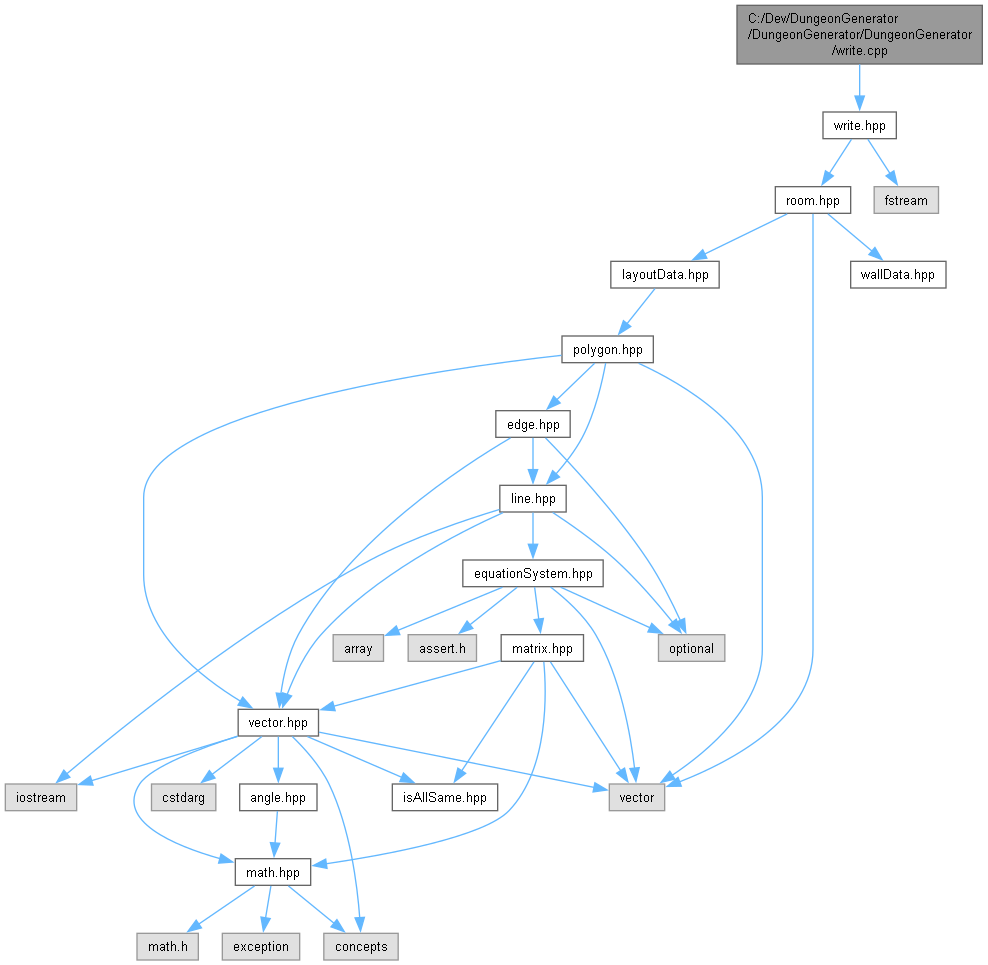 C:/Dev/DungeonGenerator
/DungeonGenerator/DungeonGenerator
/write.cpp
write.hpp
room.hpp
fstream
layoutData.hpp
wallData.hpp
polygon.hpp
edge.hpp
line.hpp
equationSystem.hpp
array
assert.h
matrix.hpp
optional
vector.hpp
iostream
cstdarg
angle.hpp
isAllSame.hpp
vector
math.hpp
math.h
exception
concepts